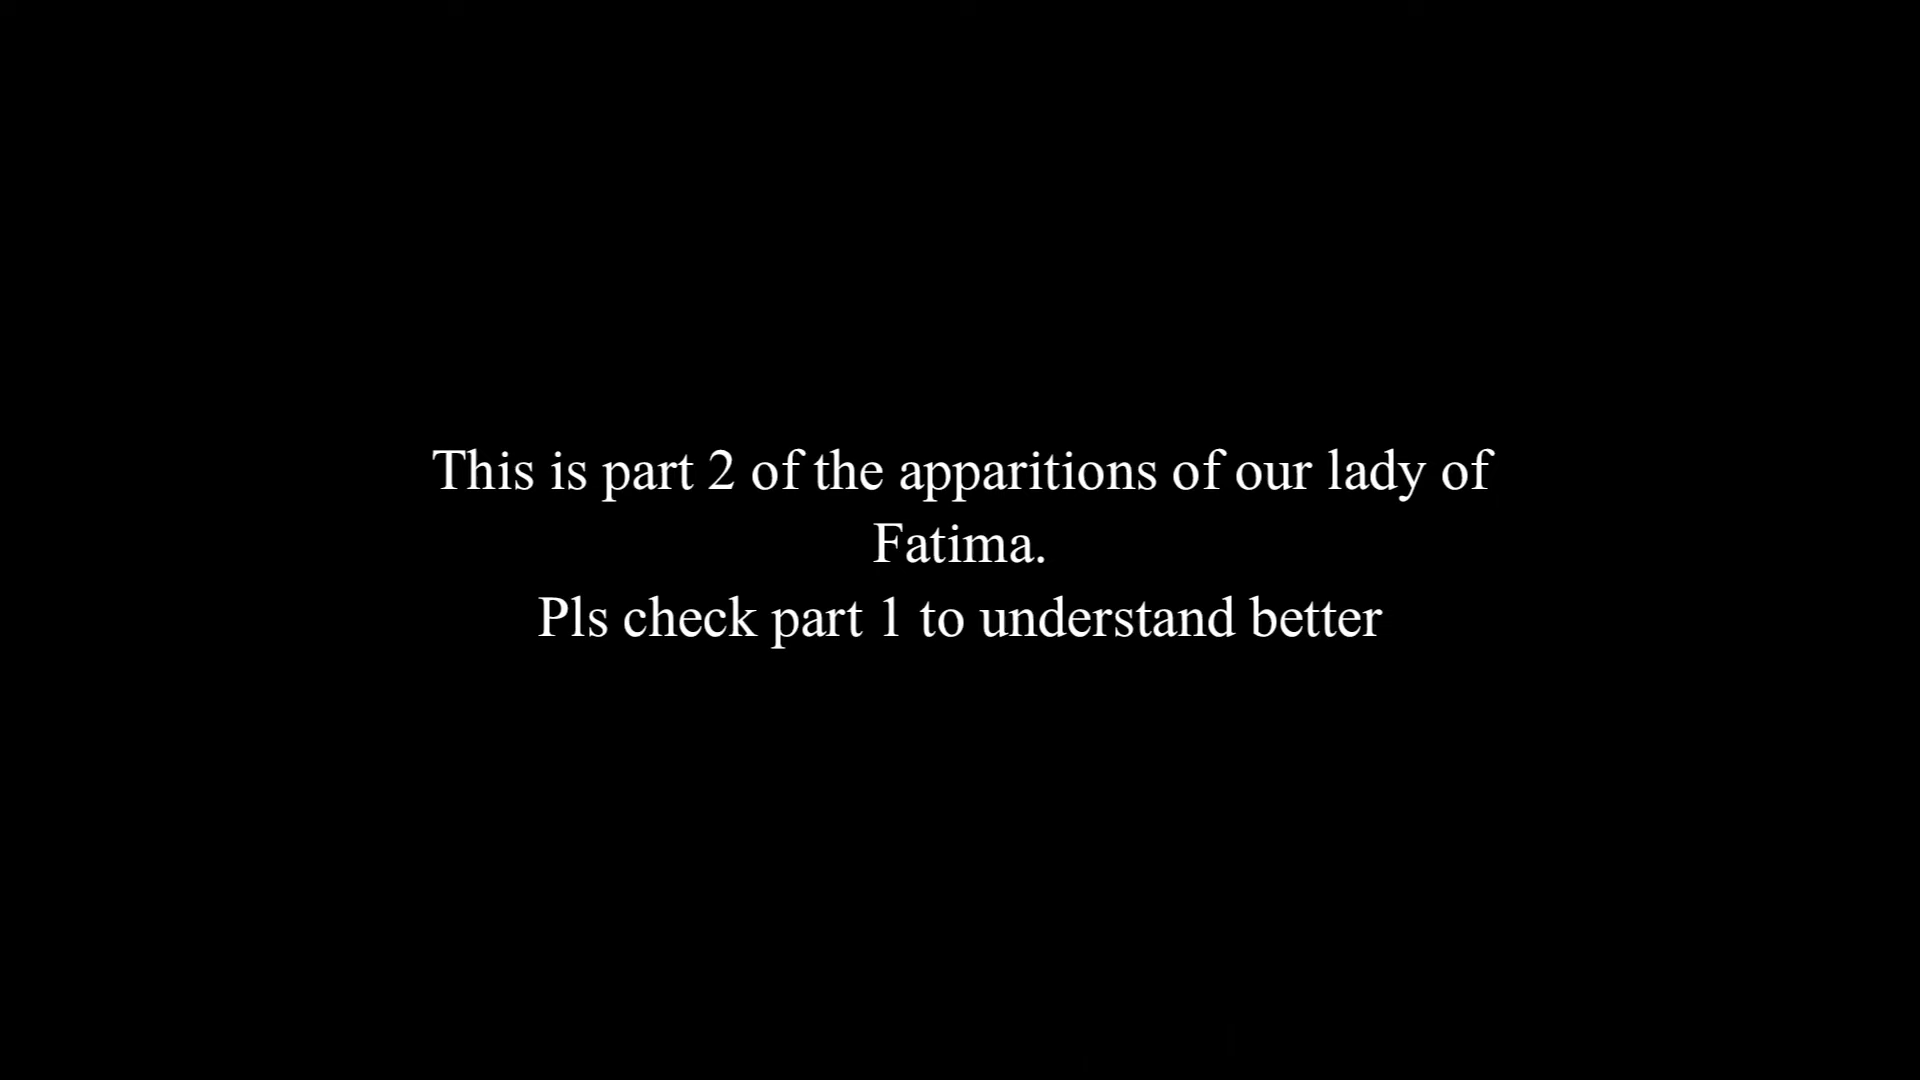 This is part 2 of the apparitions of our lady of
Fatima.
Pls check part 1 to understand better